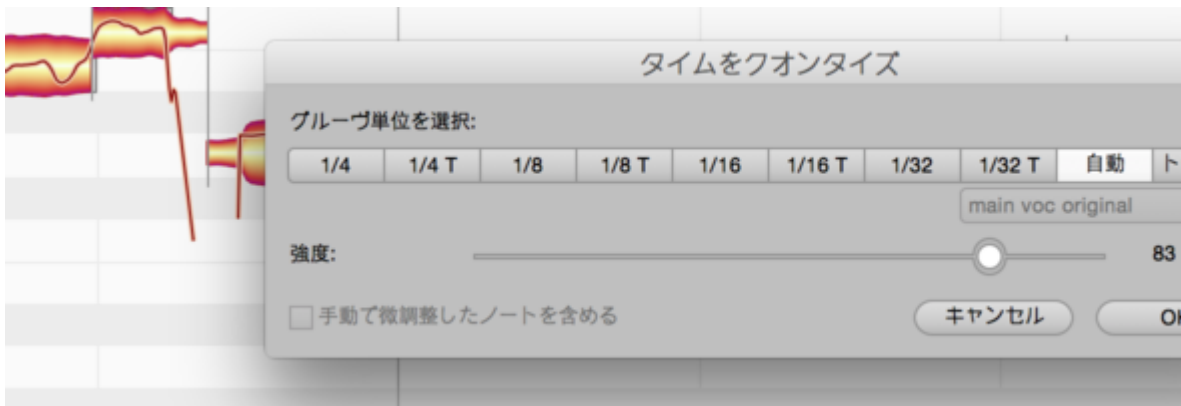 タイムをクオンタイズ
グルーヴ単位を選択:
1/4 1/4 T 1/8 1/8 T 1/16 1/16 T 1/32 1/32 T 自動 ト
main voc original
強度: 83
手動で微調整したノートを含める キャンセル OK